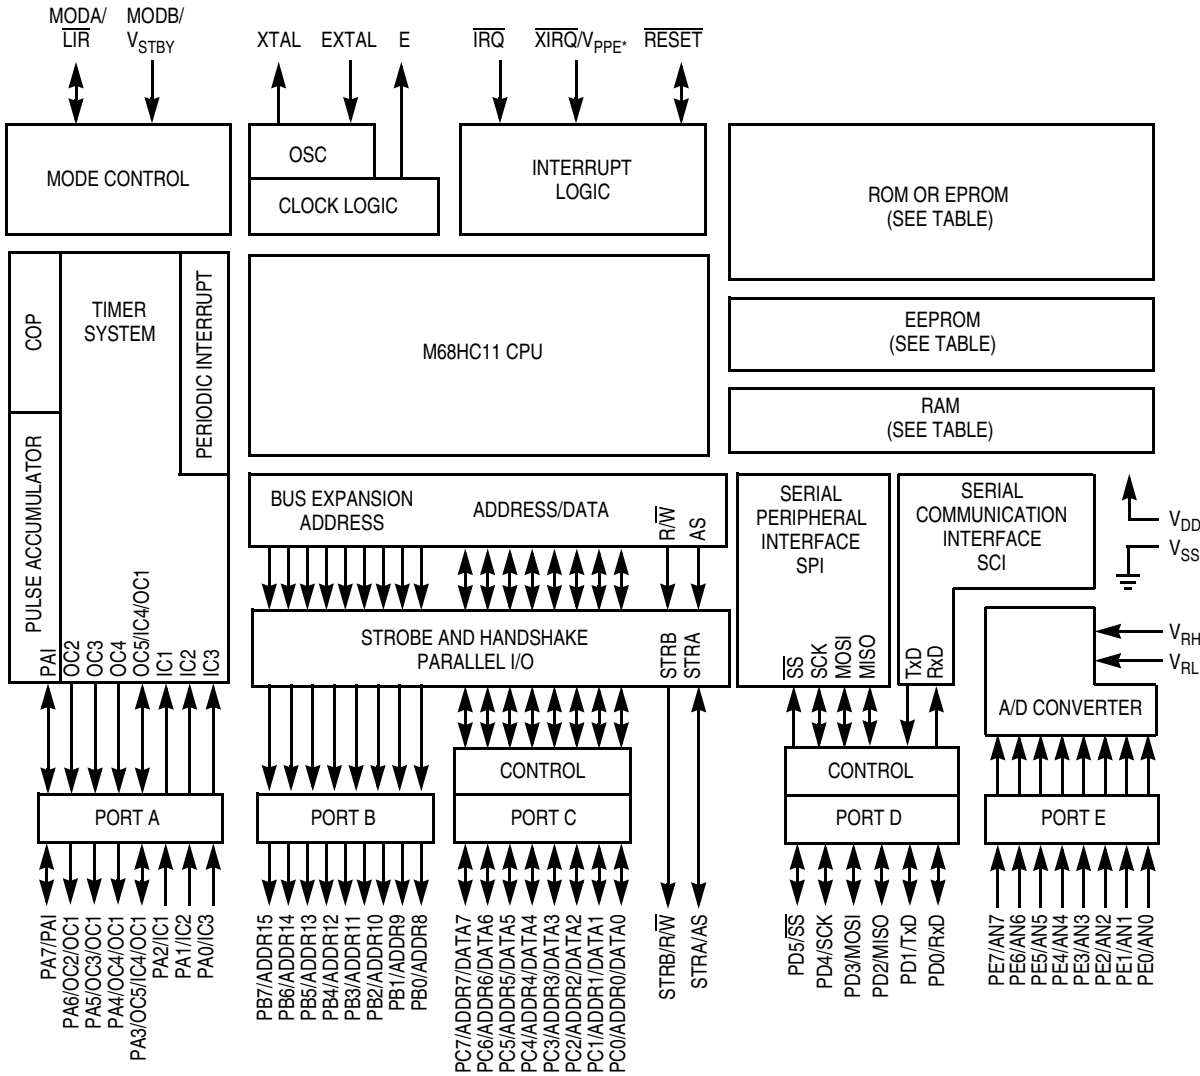 MODA/
LIR
MODB/
VSTBY
XTAL
EXTAL
E
IRQ
XIRQ/VPPE*
RESET
MODE CONTROL
OSC
CLOCK LOGIC
INTERRUPT
LOGIC
ROM OR EPROM
(SEE TABLE)
COP
TIMER
SYSTEM
PERIODIC INTERRUPT
M68HC11 CPU
EEPROM
(SEE TABLE)
RAM
(SEE TABLE)
PULSE ACCUMULATOR
BUS EXPANSION
ADDRESS
ADDRESS/DATA
R/W
AS
SERIAL
PERIPHERAL
INTERFACE
SPI
SERIAL
COMMUNICATION
INTERFACE
SCI
VDD
VSS
PAI
OC2
OC3
OC4
OC5/IC4/OC1
IC1
IC2
IC3
STROBE AND HANDSHAKE
PARALLEL I/O
STRB
STRA
SS
SCK
MOSI
MISO
TxD
RxD
VRH
VRL
A/D CONVERTER
CONTROL
CONTROL
PORT A
PORT B
PORT C
PORT D
PORT E
PA7/PAI
PA6/OC2/OC1
PA5/OC3/OC1
PA4/OC4/OC1
PA3/OC5/IC4/OC1
PA2/IC1
PA1/IC2
PA0/IC3
PB7/ADDR15
PB6/ADDR14
PB5/ADDR13
PB4/ADDR12
PB3/ADDR11
PB2/ADDR10
PB1/ADDR9
PB0/ADDR8
PC7/ADDR7/DATA7
PC6/ADDR6/DATA6
PC5/ADDR5/DATA5
PC4/ADDR4/DATA4
PC3/ADDR3/DATA3
PC2/ADDR2/DATA2
PC1/ADDR1/DATA1
PC0/ADDR0/DATA0
STRB/R/W
STRA/AS
PD5/SS
PD4/SCK
PD3/MOSI
PD2/MISO
PD1/TxD
PD0/RxD
PE7/AN7
PE6/AN6
PE5/AN5
PE4/AN4
PE3/AN3
PE2/AN2
PE1/AN1
PE0/AN0